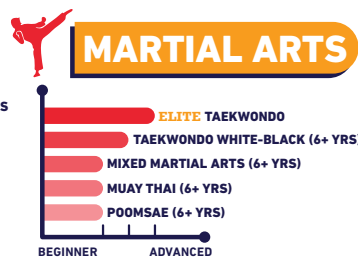 MARTIAL ARTS
S
ELITE TAEKWONDO
TAEKWONDO WHITE-BLACK (6+ YRS)
MIXED MARTIAL ARTS (6+ YRS)
MUAY THAI (6+ YRS)
POOMSAE (6+ YRS)
BEGINNER ADVANCED